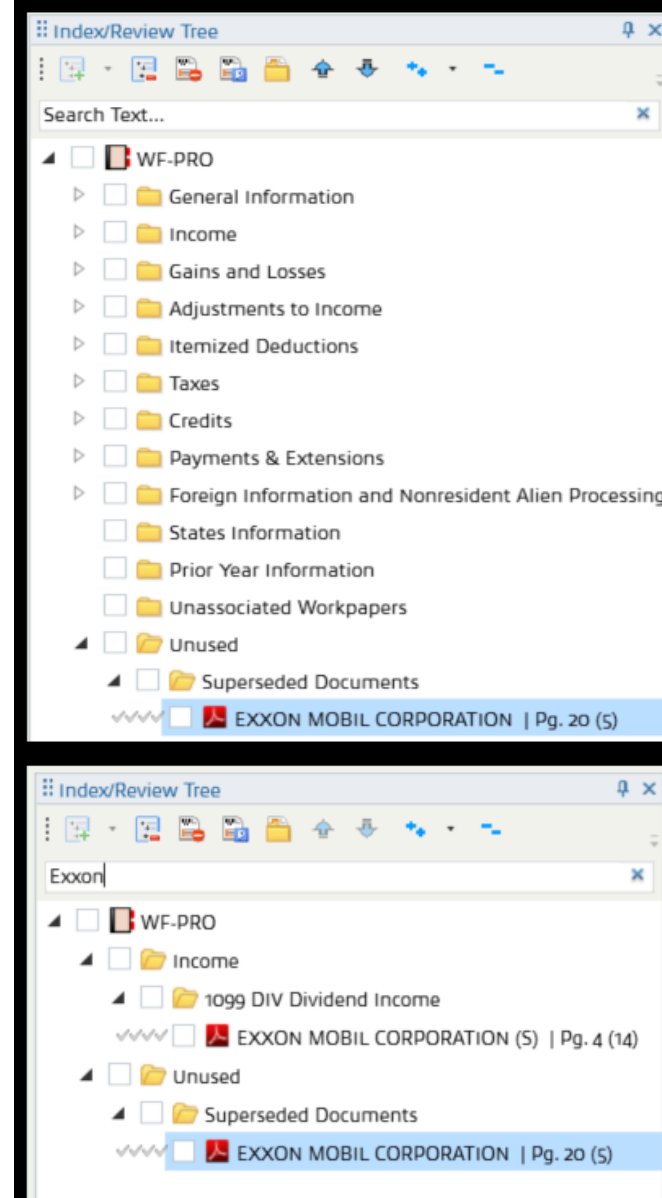 Index/Review Tree
Search Text...
WF-PRO
General Information
Income
Gains and Losses
Adjustments to Income
Itemized Deductions
Taxes
Credits
Payments & Extensions
Foreign Information and Nonresident Alien Processing
States Information
Prior Year Information
Unassociated Workpapers
Unused
Superseded Documents
EXXON MOBIL CORPORATION | Pg. 20 (5)
Index/Review Tree
Exxon
WF-PRO
Income
1099 DIV Dividend Income
EXXON MOBIL CORPORATION (S) | Pg. 4 (14)
Unused
Superseded Documents
EXXON MOBIL CORPORATION | Pg. 20 (5)